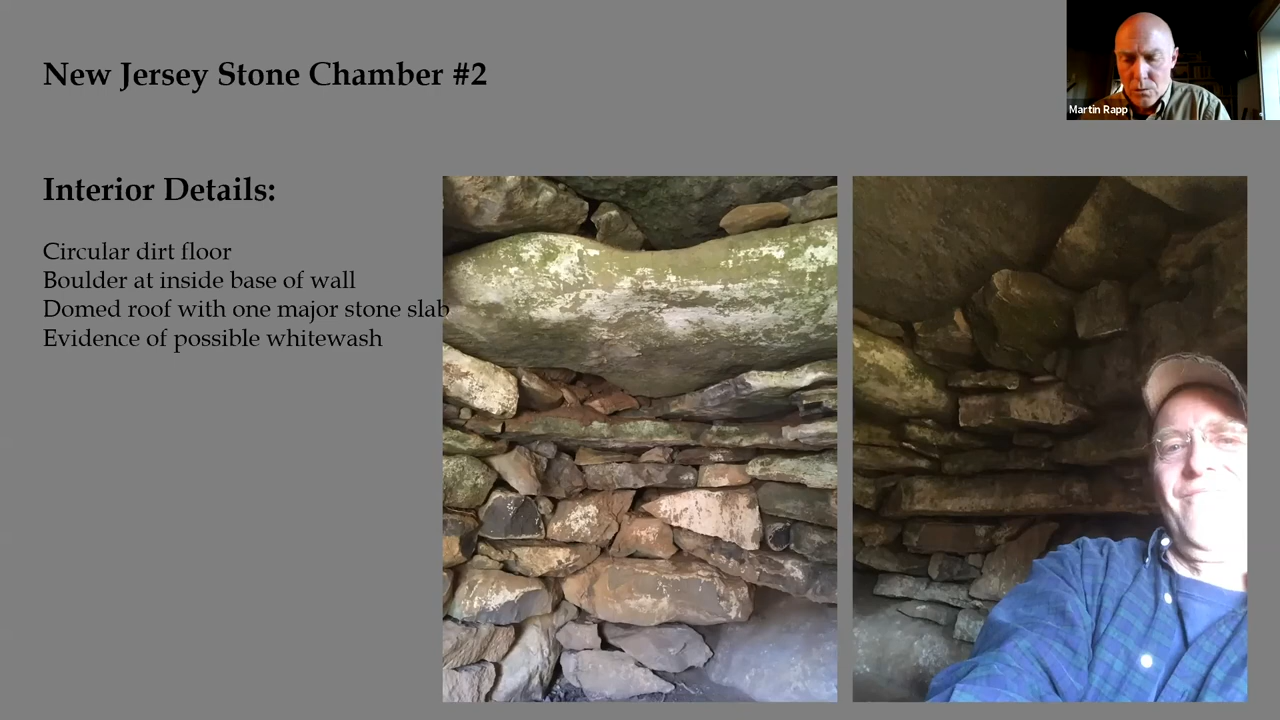 New Jersey Stone Chamber #2
Martin Rapp
Interior Details:
Circular dirt floor
Boulder at inside base of wall
Domed roof with one major stone slab
Evidence of possible whitewash